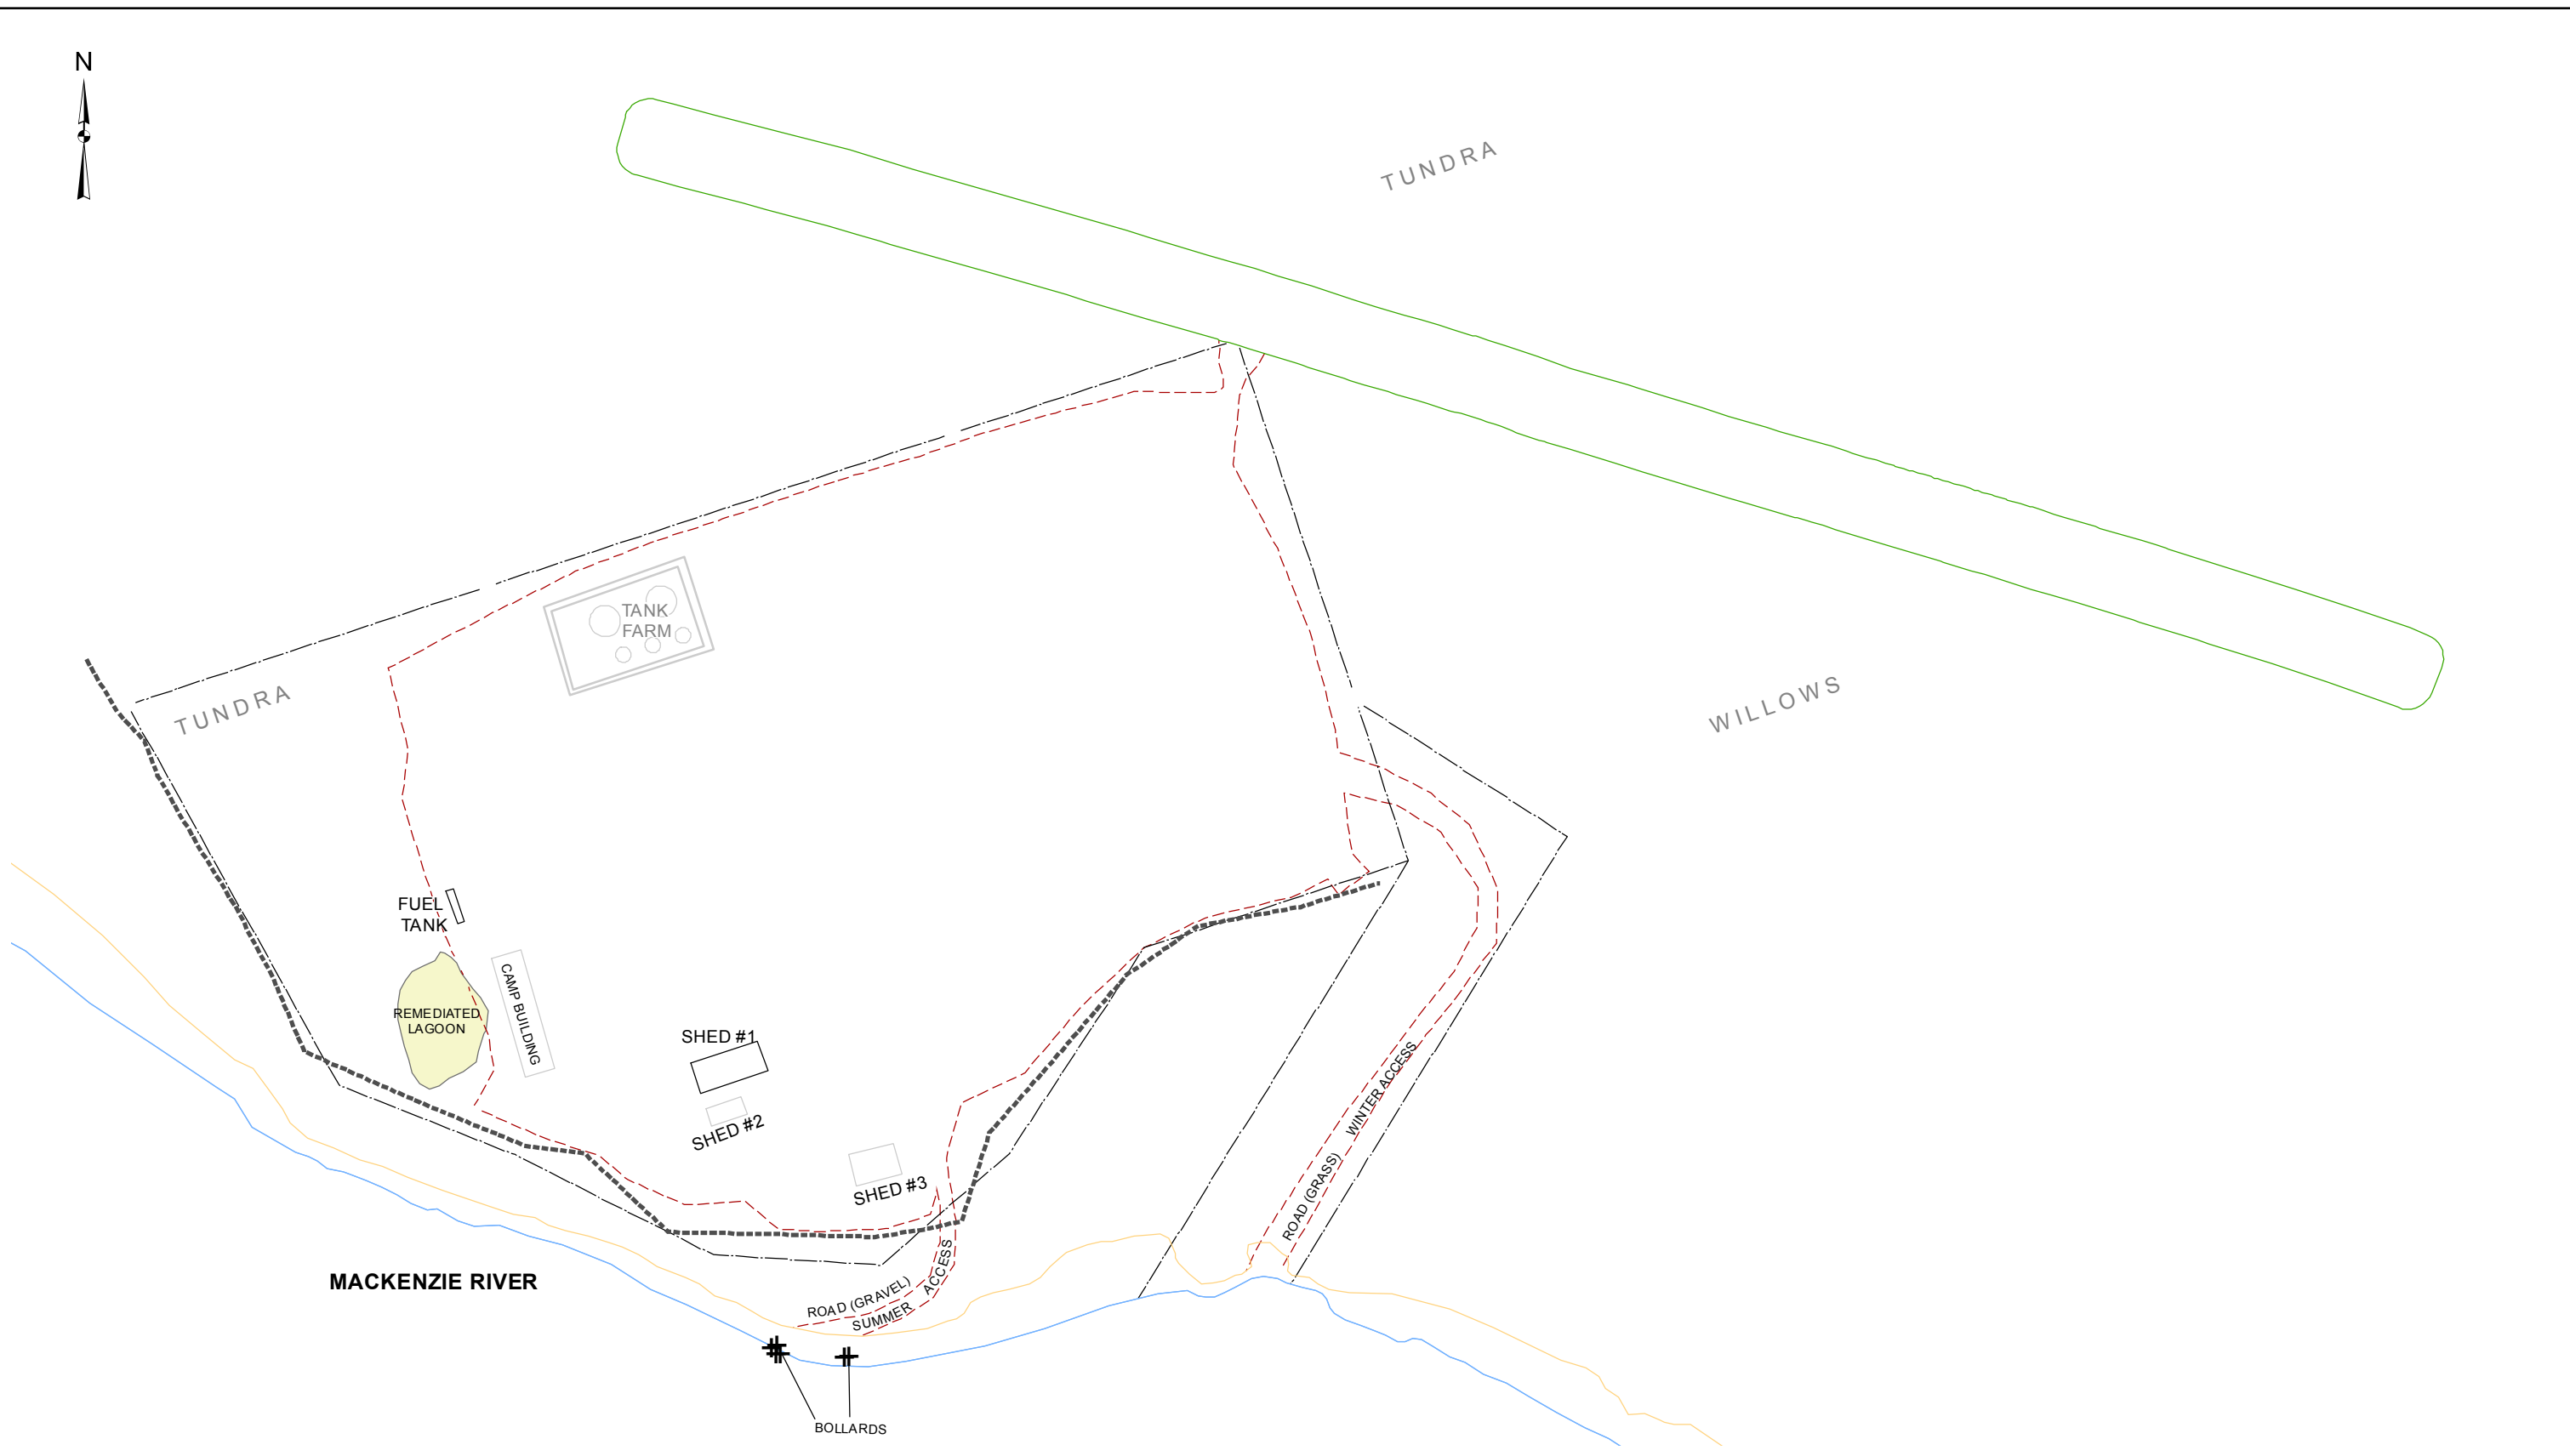 N
TUNDRA
TANK
FARM
TUNDRA
WILLOWS
FUEL
TANK
CAMP BUILDING
REMEDIATED
LAGOON
SHED #1
SHED #2
SHED #3
WINTER ACCESS
ROAD (GRASS)
MACKENZIE RIVER
ROAD (GRAVEL)
SUMMER ACCESS
BOLLARDS